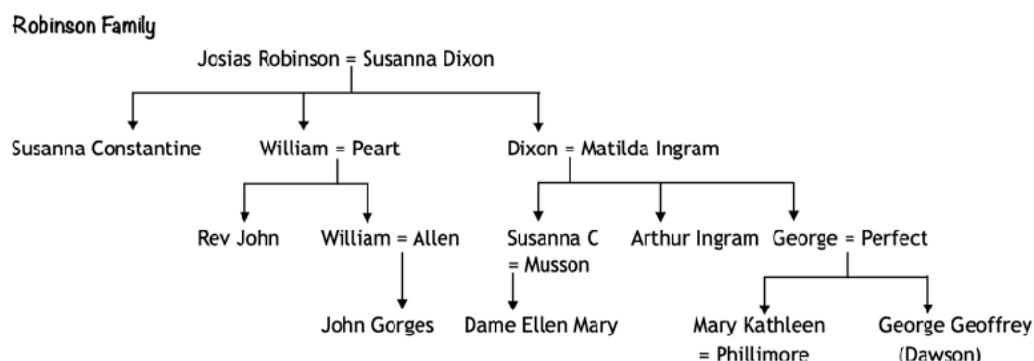 Robinson Family
Josias Robinson = Susanna Dixon
Susanna Constantine William = Peart Dixon = Matilda Ingram
Rev John William = Allen Susanna C Arthur Ingram George = Perfect
= Musson
John Gorges Dame Ellen Mary Mary Kathleen George Geoffrey
= Phillimore (Dawson)